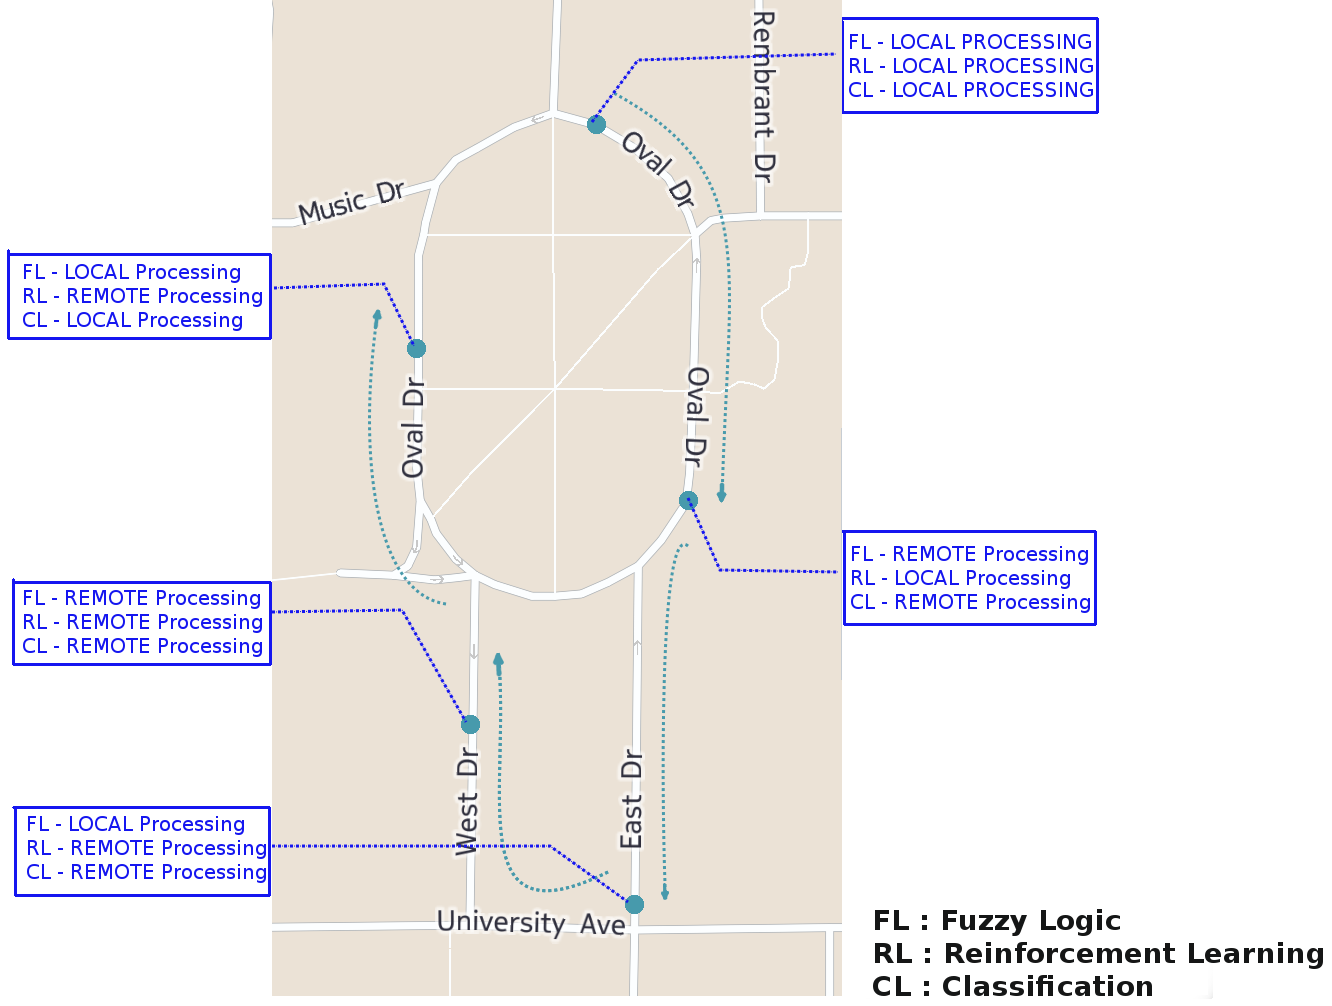 FL - LOCAL PROCESSING
RL - LOCAL PROCESSING
CL - LOCAL PROCESSING
Rembrant Dr
Oval Dr
Music Dr
FL - LOCAL Processing
RL - REMOTE Processing
CL - LOCAL Processing
Oval Dr
Oval Dr
FL - REMOTE Processing
RL - LOCAL Processing
CL - REMOTE Processing
FL - REMOTE Processing
RL - REMOTE Processing
CL - REMOTE Processing
West Dr
East Dr
FL - LOCAL Processing
RL - REMOTE Processing
CL - REMOTE Processing
University Ave
FL : Fuzzy Logic
RL : Reinforcement Learning
CL : Classification